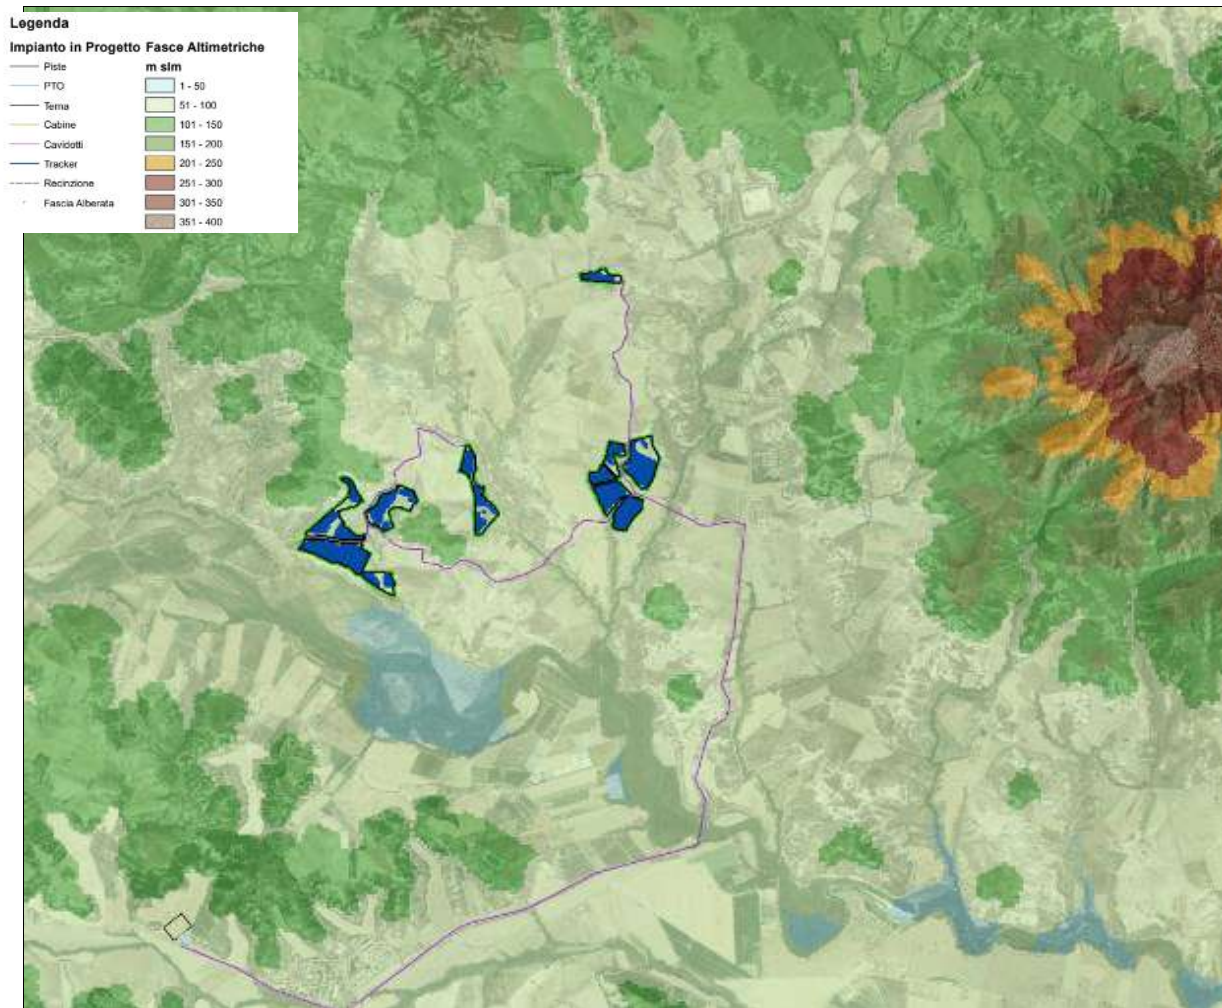 Legenda
Impianto in Progetto Fasce Altimetriche
Piste m slm
PTO 1 - 50
Terna 51 - 100
Cabine 101 - 150
Cavidotti 151 - 200
Tracker 201 - 250
Recinzione 251 - 300
Fascia Alberata 301 - 350
351 - 400